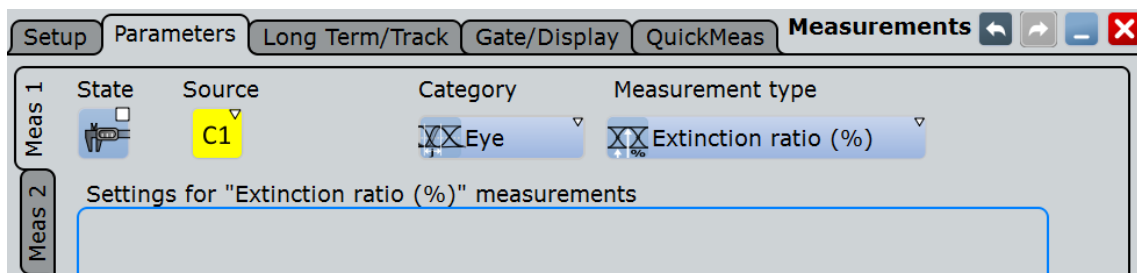 Setup Parameters Long Term/Track Gate/Display QuickMeas Measurements
Meas 1
State Source Category Measurement type
C1 Eye % Extinction ratio (%)
Meas 2
Settings for "Extinction ratio (%)" measurements